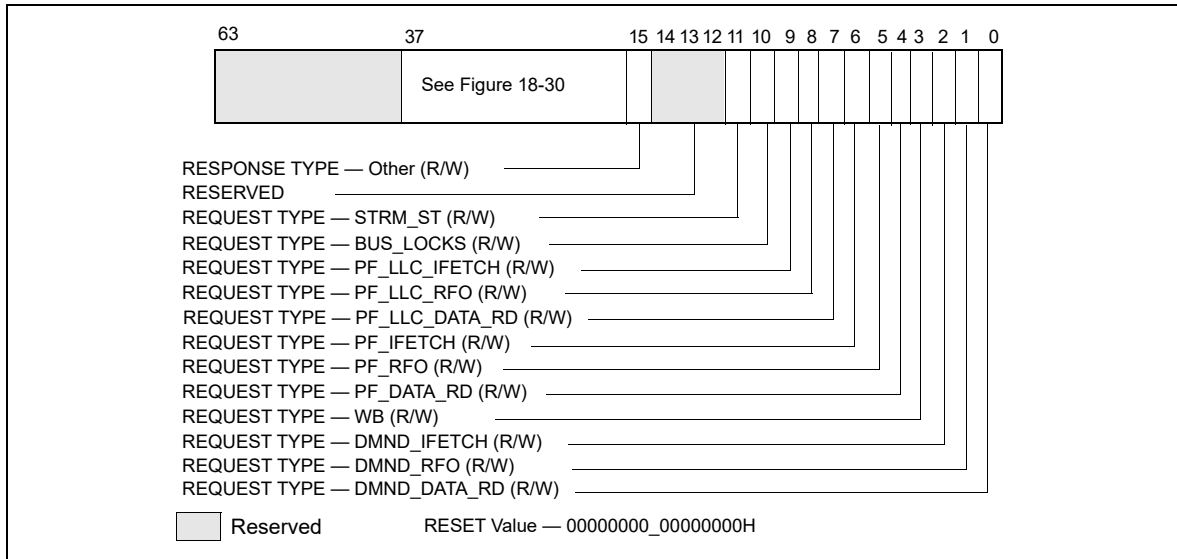 63 37 15 14 13 12 11 10 9 8 7 6 5 4 3 2 1 0
See Figure 18-30
RESPONSE TYPE — Other (R/W)
RESERVED
REQUEST TYPE — STRM_ST (R/W)
REQUEST TYPE — BUS_LOCKS (R/W)
REQUEST TYPE — PF_LLC_IFETCH (R/W)
REQUEST TYPE — PF_LLC_RFO (R/W)
REQUEST TYPE — PF_LLC_DATA_RD (R/W)
REQUEST TYPE — PF_IFETCH (R/W)
REQUEST TYPE — PF_RFO (R/W)
REQUEST TYPE — PF_DATA_RD (R/W)
REQUEST TYPE — WB (R/W)
REQUEST TYPE — DMND_IFETCH (R/W)
REQUEST TYPE — DMND_RFO (R/W)
REQUEST TYPE — DMND_DATA_RD (R/W)
Reserved RESET Value — 00000000_00000000H